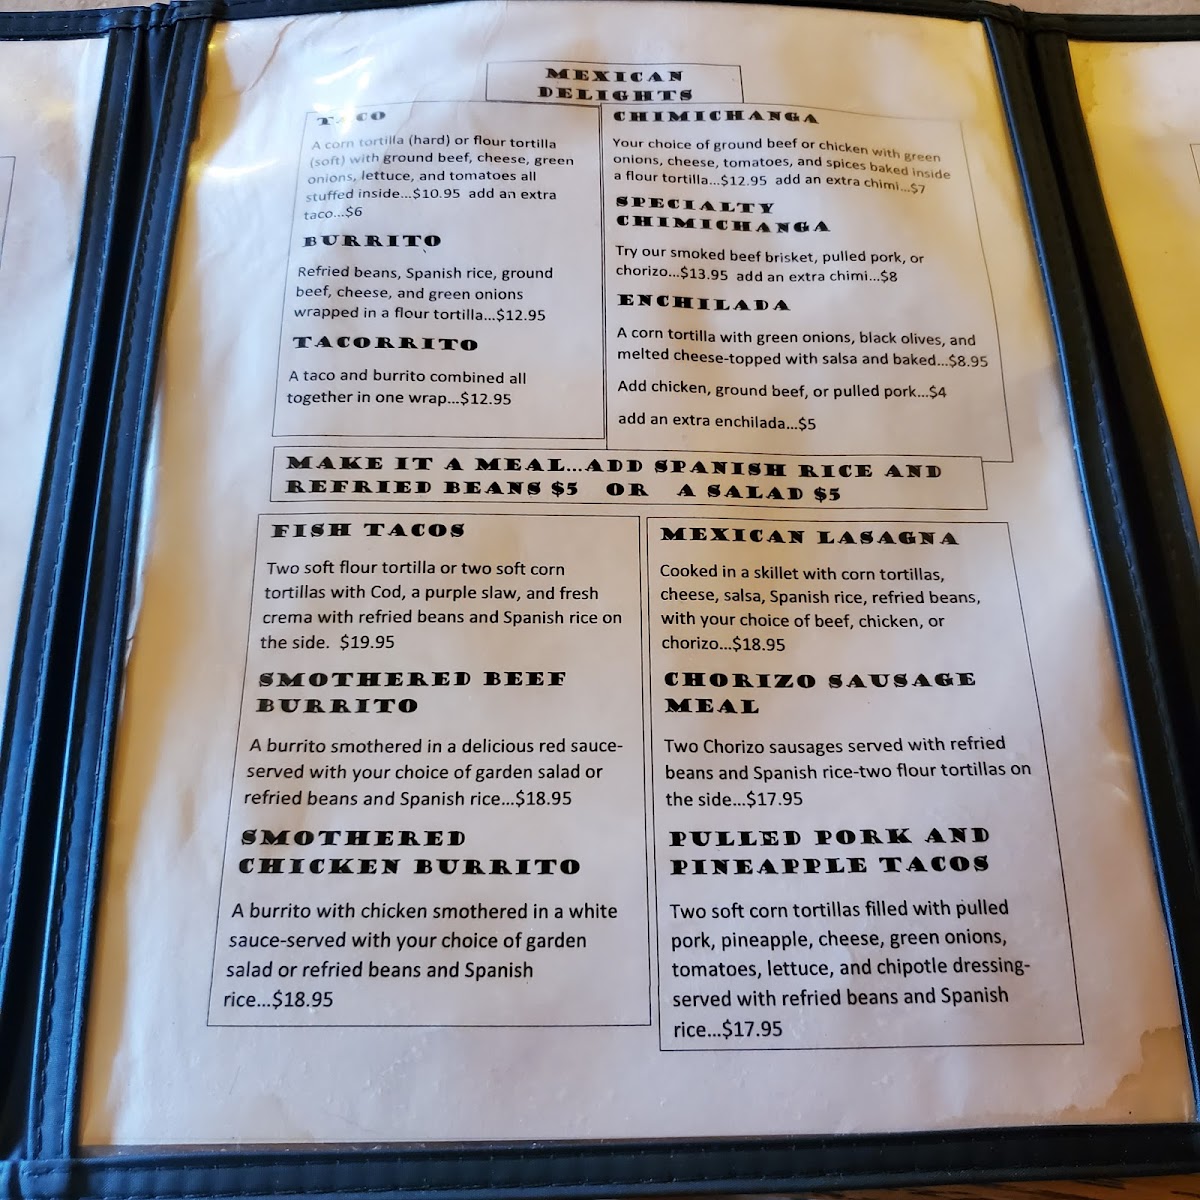 MEXICAN
DELIGHTS
TACO
A corn tortilla (hard) or flour tortilla
(soft) with ground beef, cheese, green
onions, lettuce, and tomatoes all
stuffed inside...$10.95 add an extra
taco...$6
BURRITO
Refried beans, Spanish rice, ground
beef, cheese, and green onions
wrapped in a flour tortilla...$12.95
TACORRITO
A taco and burrito combined all
together in one wrap...$12.95
CHIMICHANGA
Your choice of ground beef or chicken with green
onions, cheese, tomatoes, and spices baked inside
a flour tortilla...$12.95 add an extra chimi...$7
SPECIALTY
CHIMICHANGA
Try our smoked beef brisket, pulled pork, or
chorizo...$13.95 add an extra chimi...$8
ENCHILADA
A corn tortilla with green onions, black olives, and
melted cheese-topped with salsa and baked...$8.95
Add chicken, ground beef, or pulled pork...$4
add an extra enchilada...$5
MAKE IT A MEAL...ADD SPANISH RICE AND
REFRIED BEANS $5 OR A SALAD $5
FISH TACOS
Two soft flour tortilla or two soft corn
tortillas with Cod, a purple slaw, and fresh
crema with refried beans and Spanish rice on
the side. $19.95
SMOTHERED BEEF
BURRITO
A burrito smothered in a delicious red sauce-
served with your choice of garden salad or
refried beans and Spanish rice...$18.95
SMOTHERED
CHICKEN BURRITO
A burrito with chicken smothered in a white
sauce-served with your choice of garden
salad or refried beans and Spanish
rice...$18.95
MEXICAN LASAGNA
Cooked in a skillet with corn tortillas,
cheese, salsa, Spanish rice, refried beans,
with your choice of beef, chicken, or
chorizo...$18.95
CHORIZO SAUSAGE
MEAL
Two Chorizo sausages served with refried
beans and Spanish rice-two flour tortillas on
the side...$17.95
PULLED PORK AND
PINEAPPLE TACOS
Two soft corn tortillas filled with pulled
pork, pineapple, cheese, green onions,
tomatoes, lettuce, and chipotle dressing-
served with refried beans and Spanish
rice...$17.95